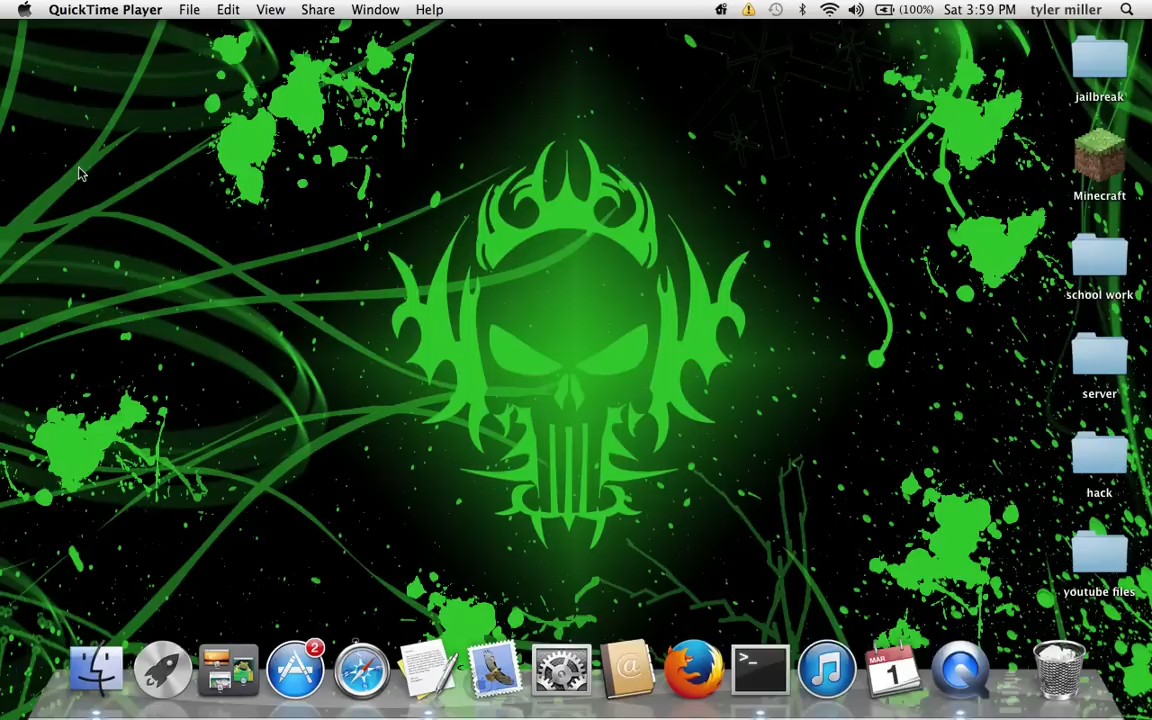 QuickTime Player File Edit View Share Window Help (100%) Sat 3:59 PM tyler miller
jailbreak
Minecraft
school work
server
hack
youtube files
2
@
>_
MAR
1